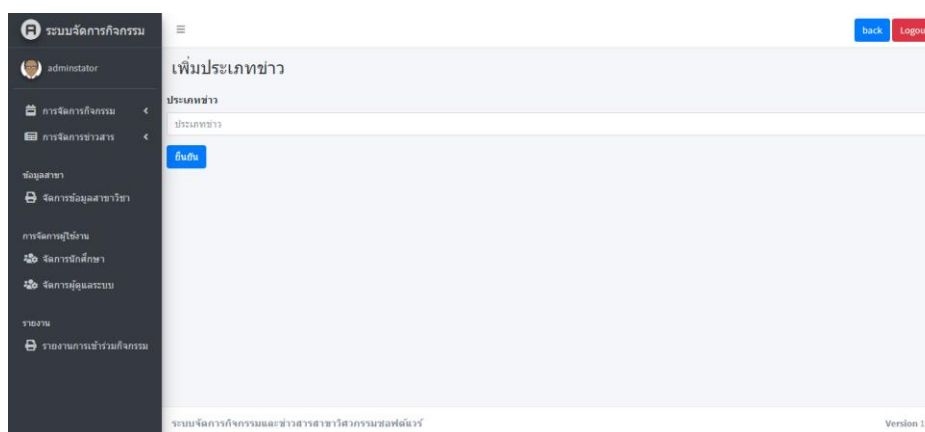 ระบบจัดการกิจกรรม
back
Logou
adminstator
เพิ่มประเภทข่าว
การจัดการกิจกรรม
การจัดการข่าวสาร
ประเภทข่าว
ประเภทข่าว
ยืนยัน
ข้อมูลสาขา
จัดการข้อมูลสาขาวิชา
การจัดการผู้ใช้งาน
จัดการนักศึกษา
จัดการผู้ดูแลระบบ
รายงาน
รายงานการเข้าร่วมกิจกรรม
ระบบจัดการกิจกรรมและข่าวสารสาขาวิศวกรรมซอฟต์แวร์
Version 1